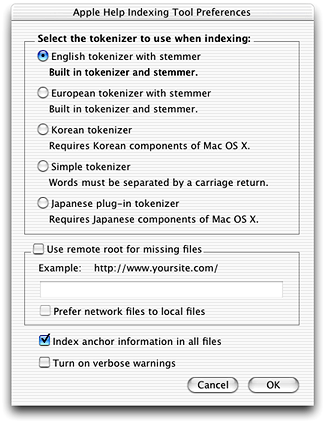 Apple Help Indexing Tool Preferences
Select the tokenizer to use when indexing:
English tokenizer with stemmer
Built in tokenizer and stemmer.
European tokenizer with stemmer
Built in tokenizer and stemmer.
Korean tokenizer
Requires Korean components of Mac OS X.
Simple tokenizer
Words must be separated by a carriage return.
Japanese plug-in tokenizer
Requires Japanese components of Mac OS X.
Use remote root for missing files
Example: http://www.yoursite.com/
Prefer network files to local files
Index anchor information in all files
Turn on verbose warnings
Cancel OK